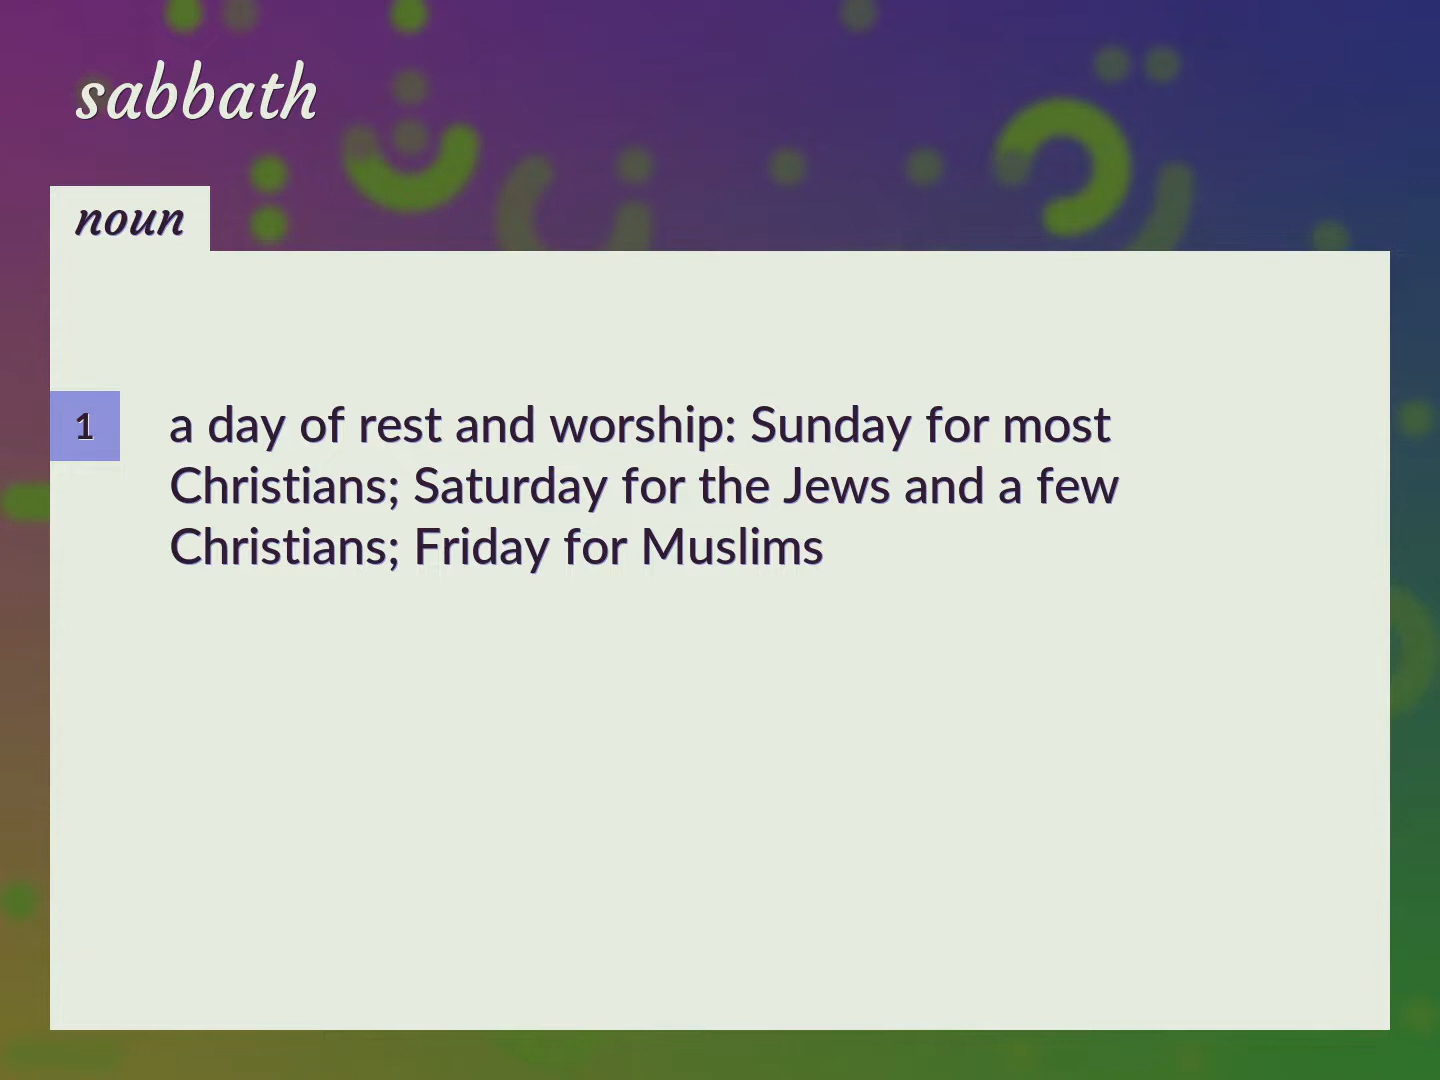 sabbath
noun
1
a day of rest and worship: Sunday for most
Christians; Saturday for the Jews and a few
Christians; Friday for Muslims